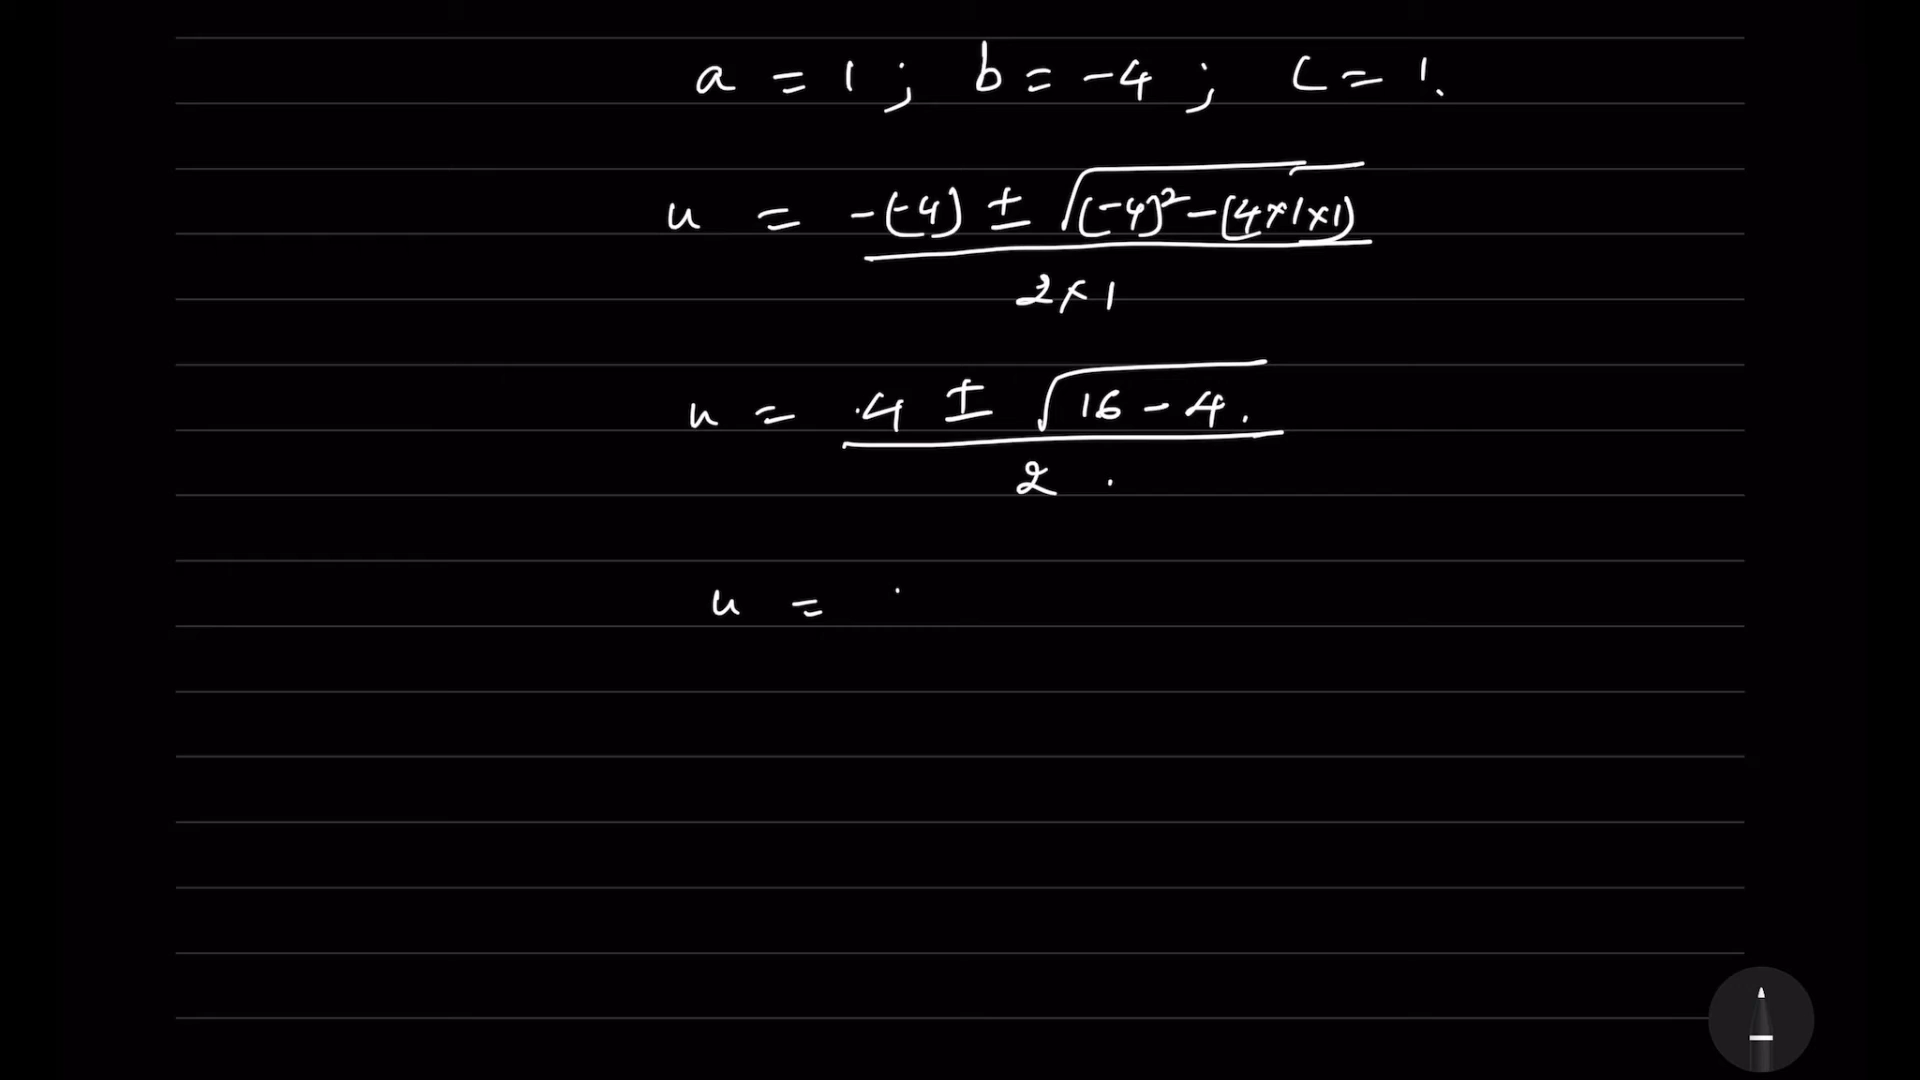 a = 1 ; b = -4 ; c = 1.
u = -(-4) ± √(-4)² - (4×1×1)
2×1
u = 4 ± √16 - 4.
2 .
u =